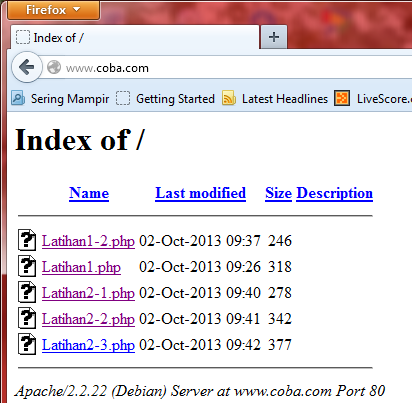 Firefox
Index of /
www.coba.com
Sering Mampir Getting Started Latest Headlines LiveScore.
Index of /
Name Last modified Size Description
Latihan1-2.php 02-Oct-2013 09:37 246
Latihan1.php 02-Oct-2013 09:26 318
Latihan2-1.php 02-Oct-2013 09:40 278
Latihan2-2.php 02-Oct-2013 09:41 342
Latihan2-3.php 02-Oct-2013 09:42 377
Apache/2.2.22 (Debian) Server at www.coba.com Port 80